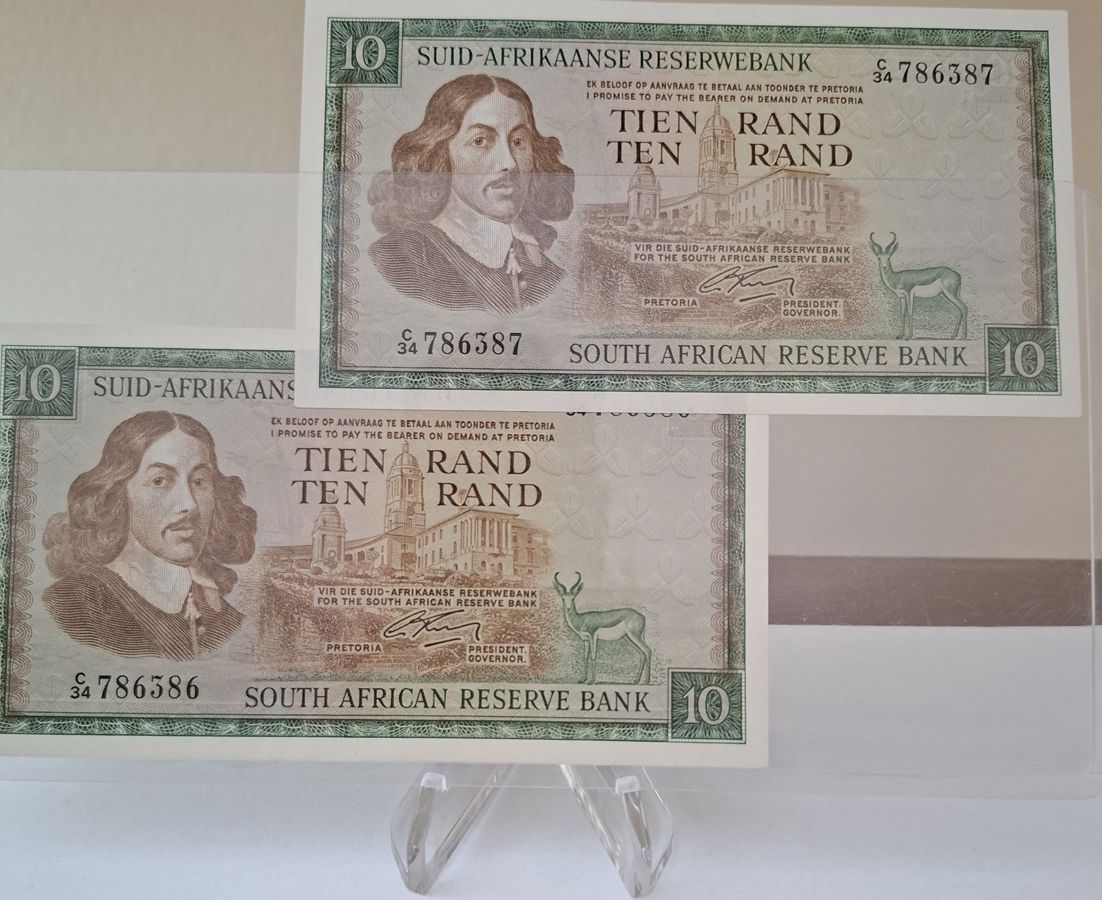 10
SUID-AFRIKAANSE RESERWEBANK
C/34 786387
EK BELOOF OP AANVRAAG TE BETAAL AAN TOONDER TE PRETORIA
I PROMISE TO PAY THE BEARER ON DEMAND AT PRETORIA
TIEN RAND
TEN RAND
VIR DIE SUID-AFRIKAANSE RESERWEBANK
FOR THE SOUTH AFRICAN RESERVE BANK
PRETORIA
PRESIDENT.
GOVERNOR.
C/34 786387
SOUTH AFRICAN RESERVE BANK
10
10
SUID-AFRIKAANS
EK BELOOF OP AANVRAAG TE BETAAL AAN TOONDER TE PRETORIA
I PROMISE TO PAY THE BEARER ON DEMAND AT PRETORIA
TIEN RAND
TEN RAND
VIR DIE SUID-AFRIKAANSE RESERWEBANK
FOR THE SOUTH AFRICAN RESERVE BANK
PRETORIA
PRESIDENT.
GOVERNOR.
C/34 786386
SOUTH AFRICAN RESERVE BANK
10